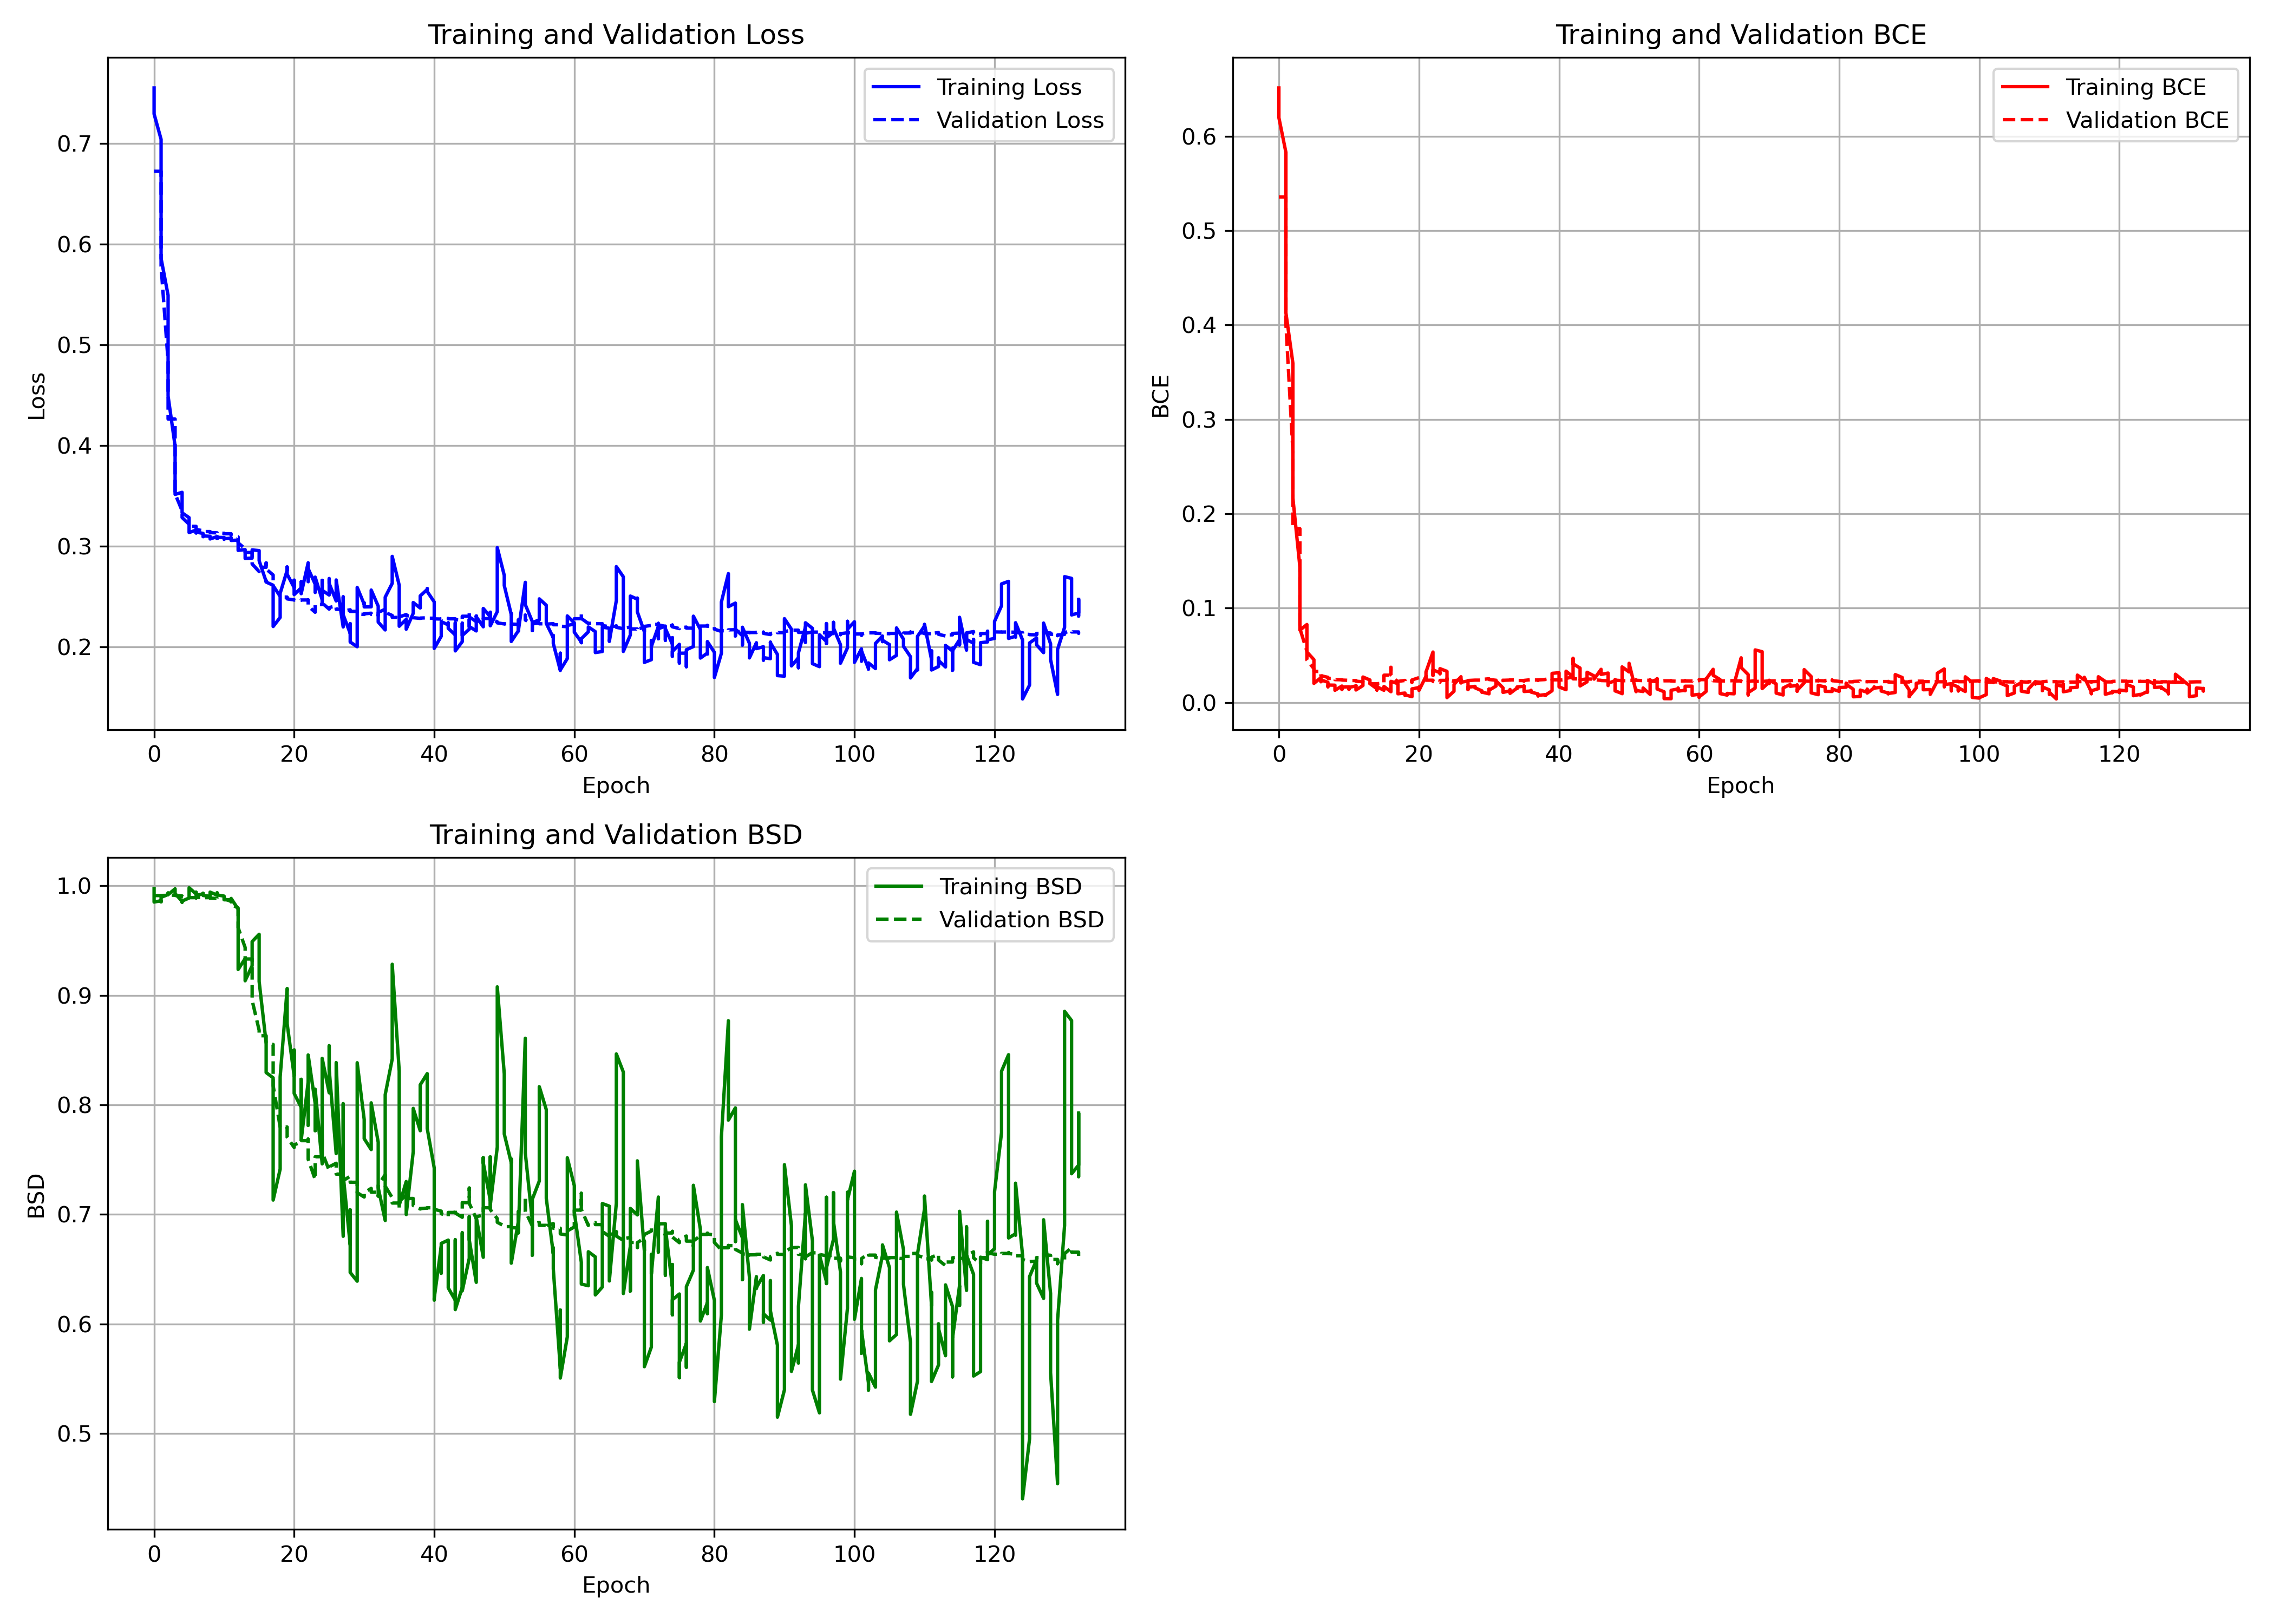 Training and Validation Loss
Training Loss
Validation Loss
0.7
0.6
0.5
0.4
0.3
0.2
Loss
0 20 40 60 80 100 120
Epoch
Training and Validation BCE
Training BCE
Validation BCE
0.6
0.5
0.4
0.3
0.2
0.1
0.0
BCE
0 20 40 60 80 100 120
Epoch
Training and Validation BSD
Training BSD
Validation BSD
1.0
0.9
0.8
0.7
0.6
0.5
BSD
0 20 40 60 80 100 120
Epoch